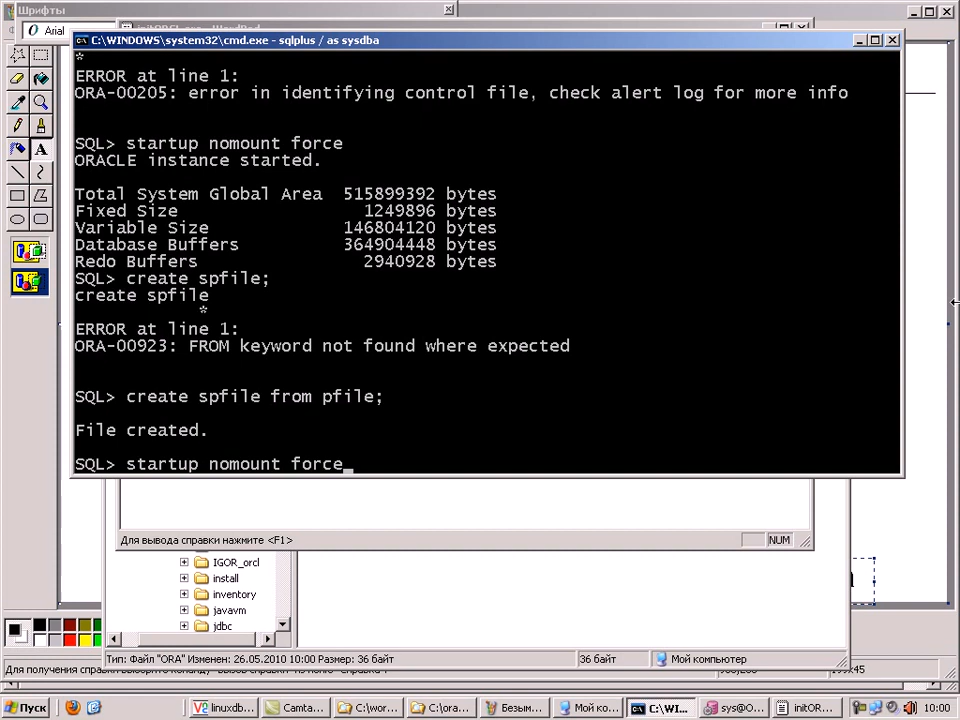 Шрифты
Arial
C:\WINDOWS\system32\cmd.exe - sqlplus / as sysdba
*
ERROR at line 1:
ORA-00205: error in identifying control file, check alert log for more info
SQL> startup nomount force
ORACLE instance started.
Total System Global Area 515899392 bytes
Fixed Size 1249896 bytes
Variable Size 146804120 bytes
Database Buffers 364904448 bytes
Redo Buffers 2940928 bytes
SQL> create spfile;
create spfile
*
ERROR at line 1:
ORA-00923: FROM keyword not found where expected
SQL> create spfile from pfile;
File created.
SQL> startup nomount force_
Для вывода справки нажмите <F1>
NUM
IGOR_orcl
install
inventory
javavm
jdbc
Тип: Файл "ORA" Изменен: 26.05.2010 10:00 Размер: 36 байт
36 байт
Мой компьютер
Для получения справки
Пуск
linuxdb...
Camta...
C:\wor...
C:\ora...
Безым...
Мой ко...
C:\WI...
sys@O...
initOR...
10:00